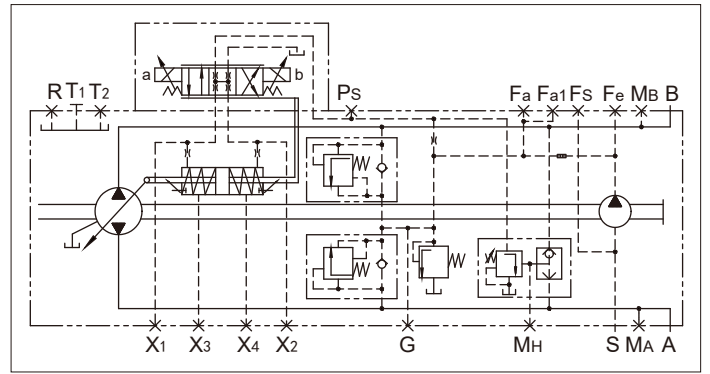 a b
R T1 T2 PS Fa Fa1 FS Fe MB B
X1 X3 X4 X2 G MH S MA A